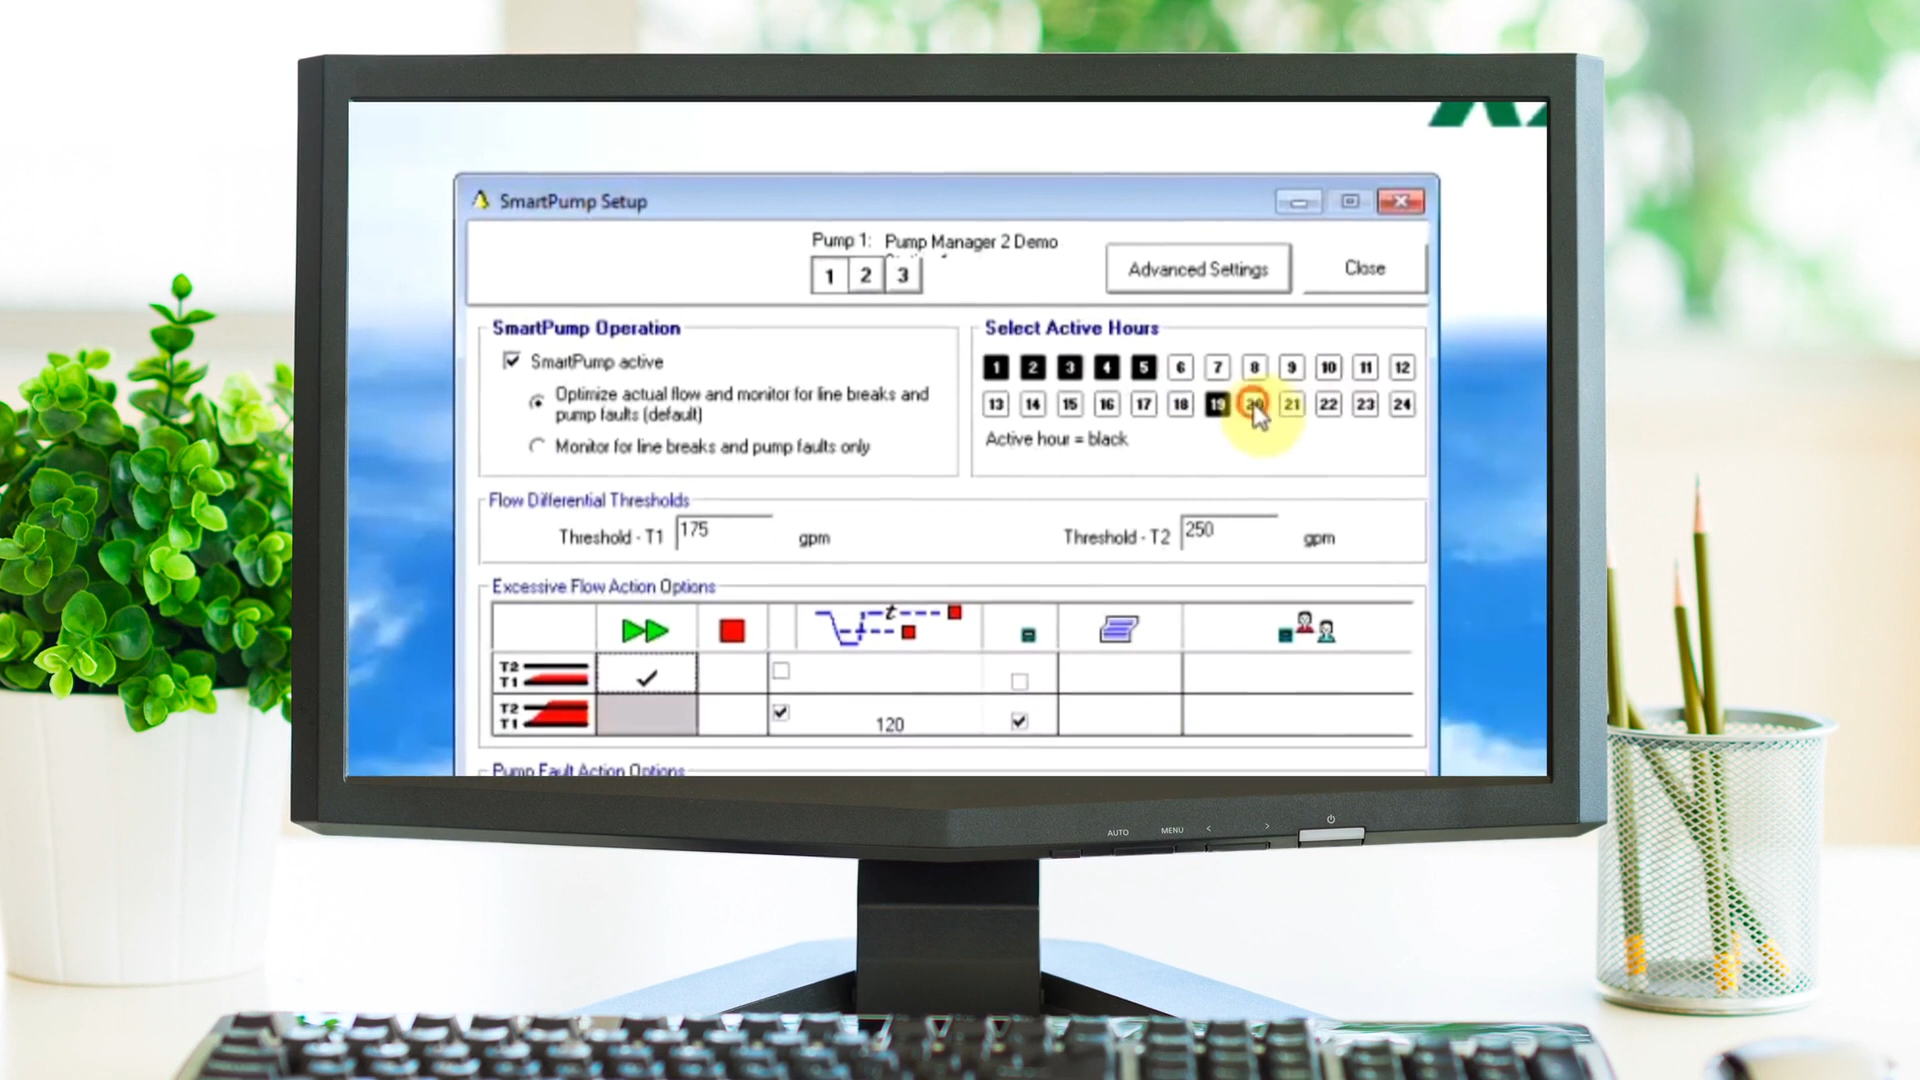 SmartPump Setup
Pump 1: Pump Manager 2 Demo
1 2 3
Advanced Settings
Close
SmartPump Operation
SmartPump active
Optimize actual flow and monitor for line breaks and
pump faults (default)
Monitor for line breaks and pump faults only
Select Active Hours
1 2 3 4 5 6 7 8 9 10 11 12
13 14 15 16 17 18 19 20 21 22 23 24
Active hour = black
Flow Differential Thresholds
Threshold - T1 175 gpm
Threshold - T2 250 gpm
Excessive Flow Action Options
t
T2
T1
T2
T1
120
Pump Fault Action Options
AUTO MENU < >